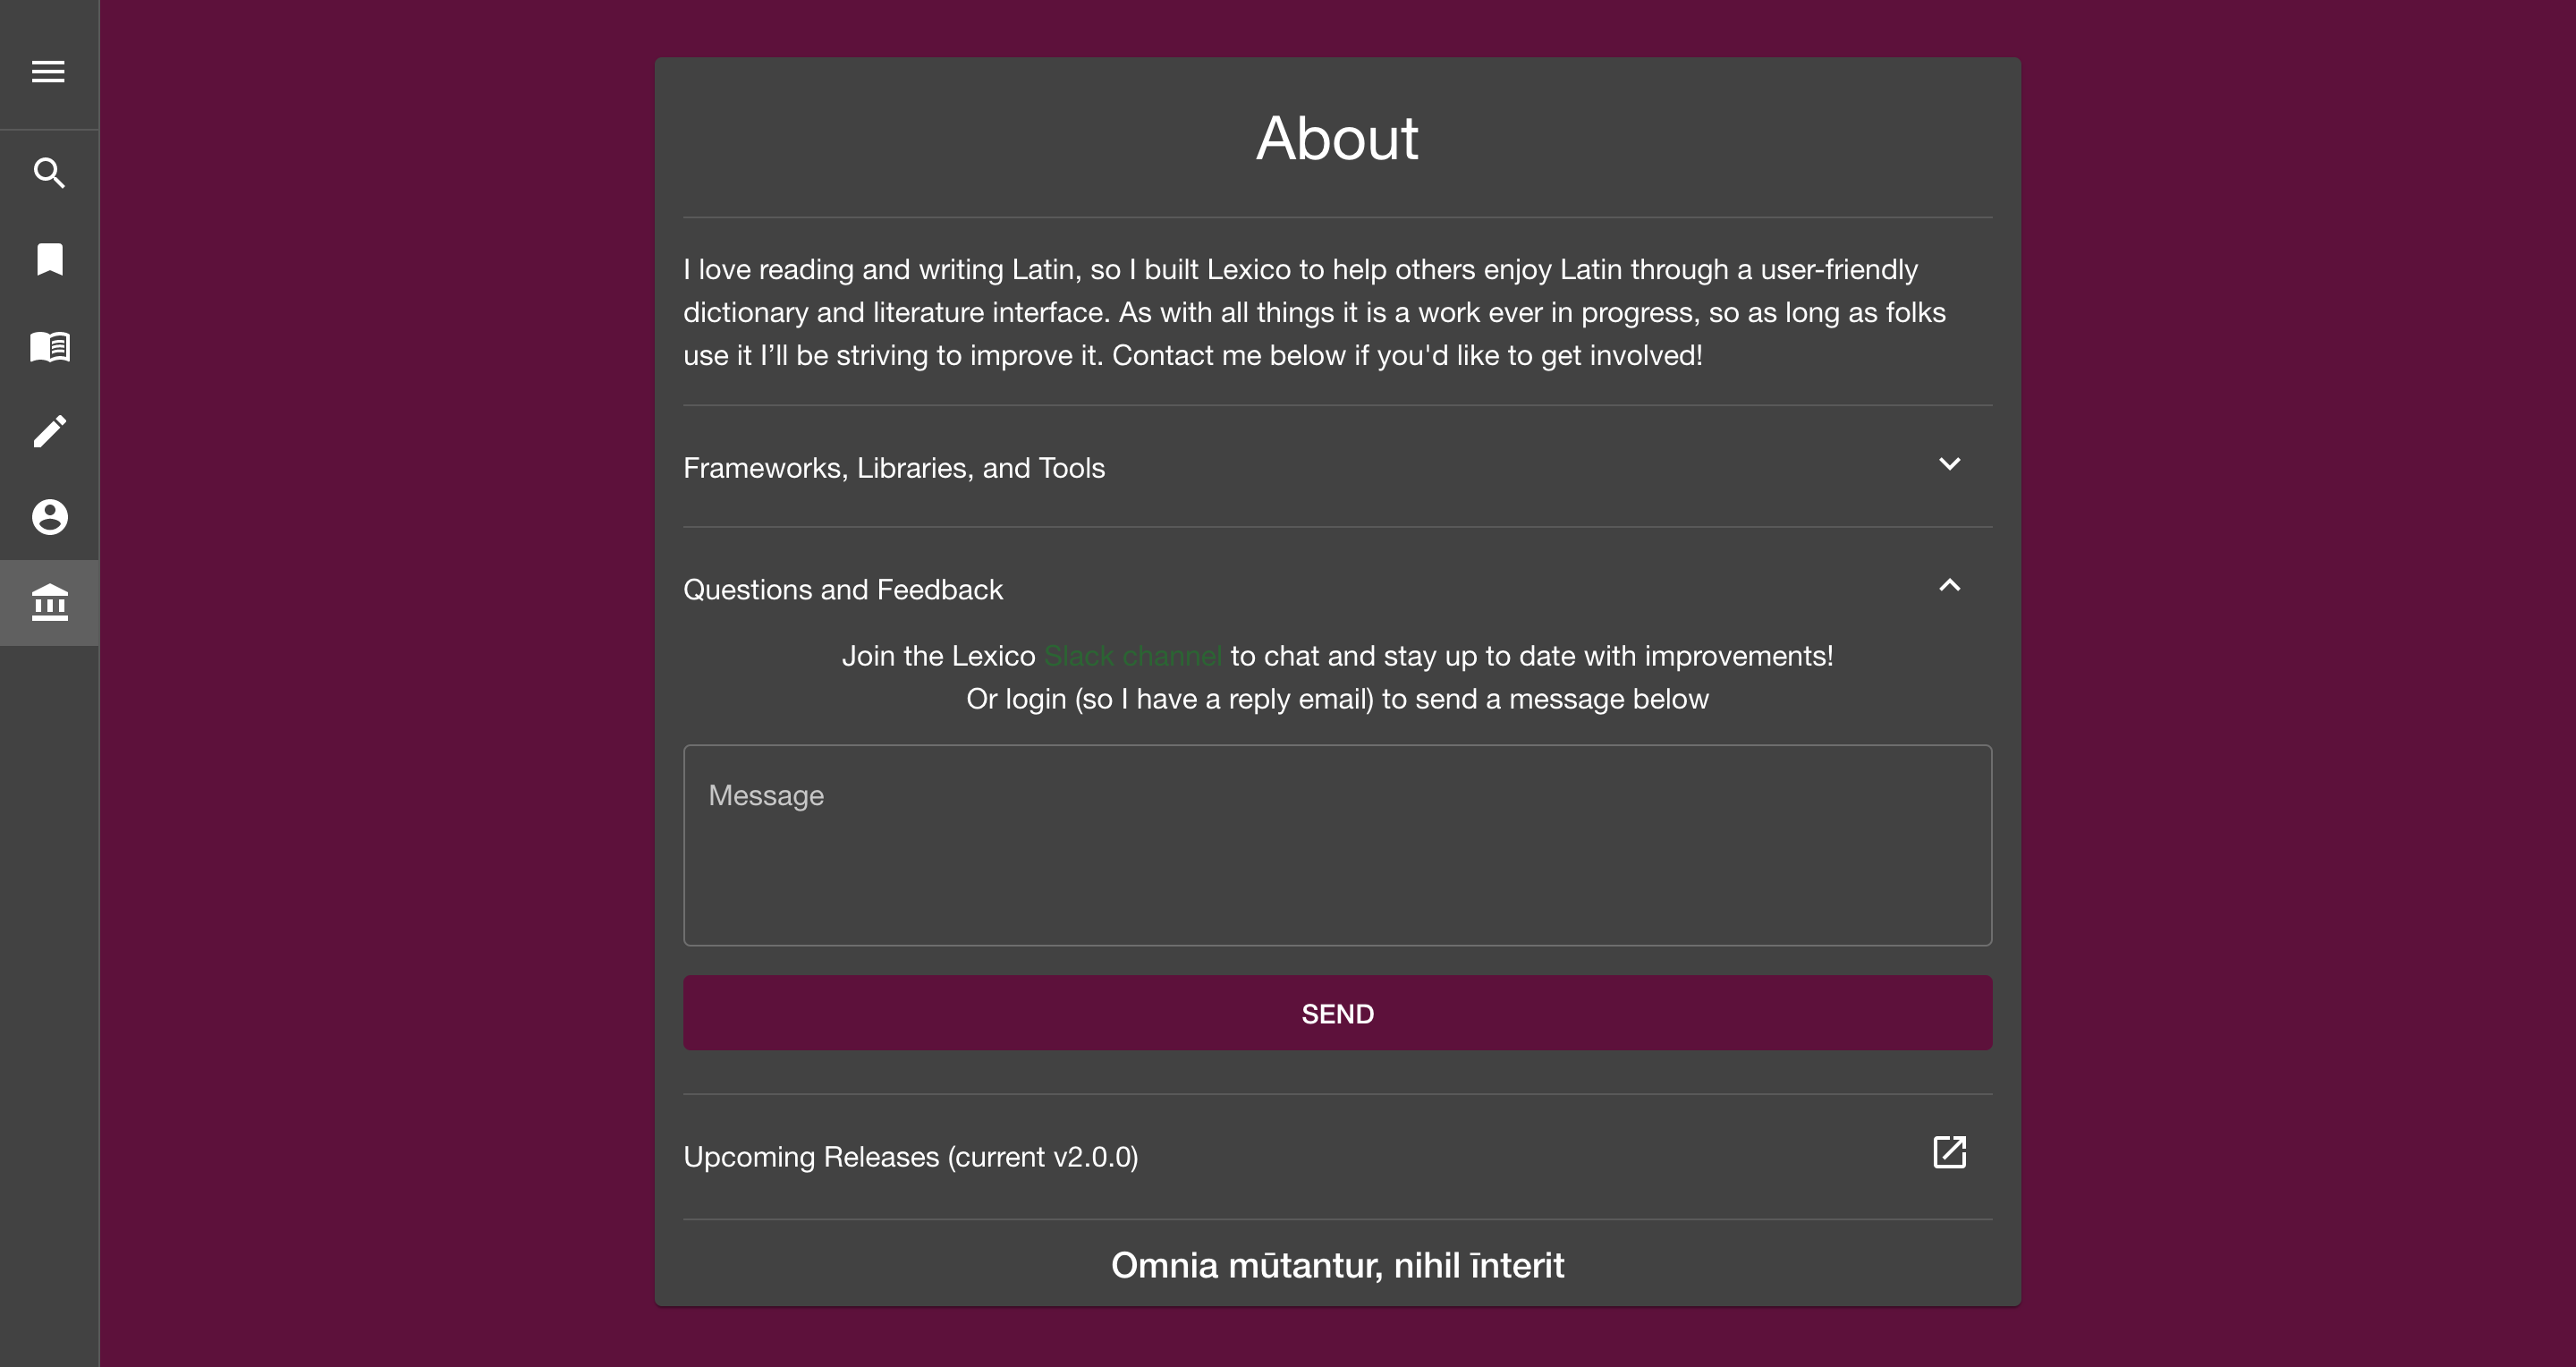 About
I love reading and writing Latin, so I built Lexico to help others enjoy Latin through a user-friendly
dictionary and literature interface. As with all things it is a work ever in progress, so as long as folks
use it I’ll be striving to improve it. Contact me below if you'd like to get involved!
Frameworks, Libraries, and Tools
Questions and Feedback
Join the Lexico Slack channel to chat and stay up to date with improvements!
Or login (so I have a reply email) to send a message below
Message
SEND
Upcoming Releases (current v2.0.0)
Omnia mūtantur, nihil īnterit